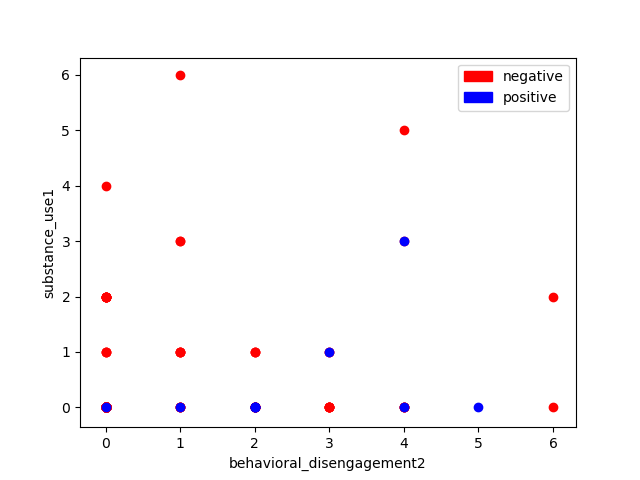 negative
positive
6
5
4
3
2
1
0
substance_use1
0 1 2 3 4 5 6
behavioral_disengagement2